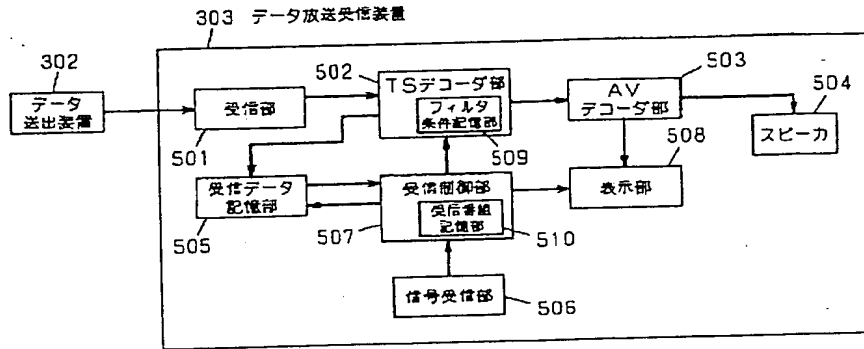 303 データ放送受信装置
302
データ
送出装置
501
受信部
502
TSデコーダ部
フィルタ
条件記憶部
509
503
AV
デコーダ部
504
スピーカ
505
受信データ
記憶部
507
受信制御部
受信番組
記憶部
510
508
表示部
信号受信部
506